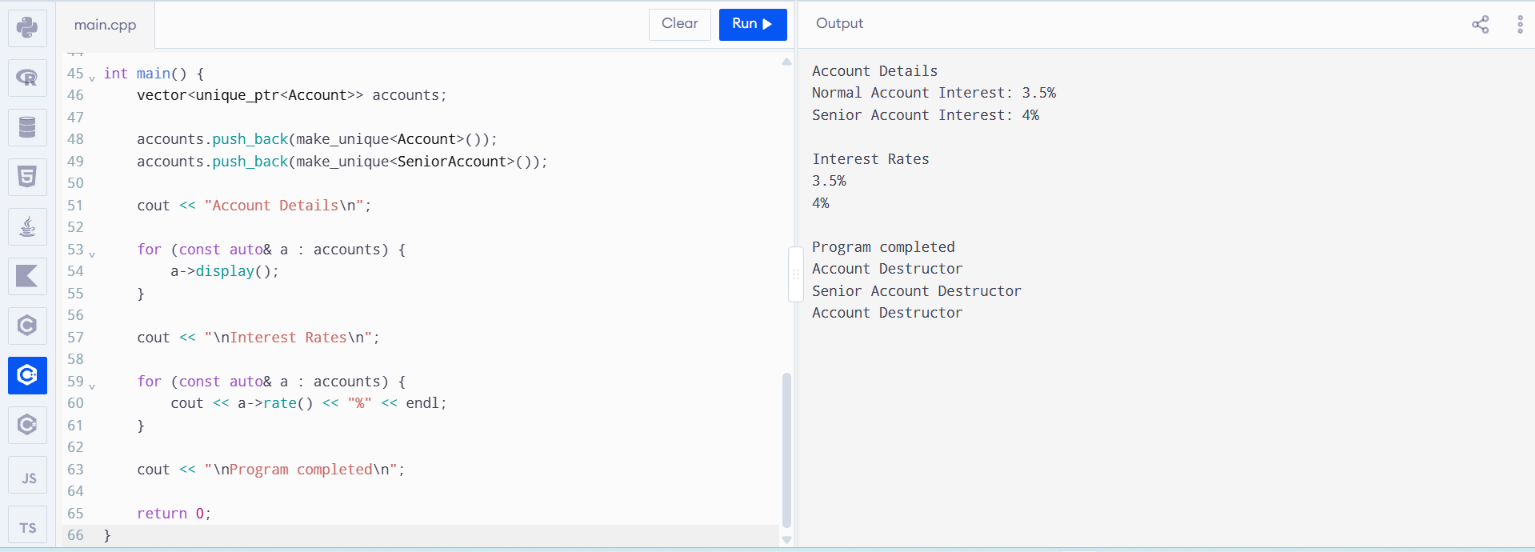 main.cpp
Clear
Run
Output
44
45 int main() {
46 vector<unique_ptr<Account>> accounts;
47
48 accounts.push_back(make_unique<Account>());
49 accounts.push_back(make_unique<SeniorAccount>());
50
51 cout << "Account Details\n";
52
53 for (const auto& a : accounts) {
54 a->display();
55 }
56
57 cout << "\nInterest Rates\n";
58
59 for (const auto& a : accounts) {
60 cout << a->rate() << "%" << endl;
61 }
62
63 cout << "\nProgram completed\n";
64
65 return 0;
66 }
Account Details
Normal Account Interest: 3.5%
Senior Account Interest: 4%
Interest Rates
3.5%
4%
Program completed
Account Destructor
Senior Account Destructor
Account Destructor
R
5
JS
TS